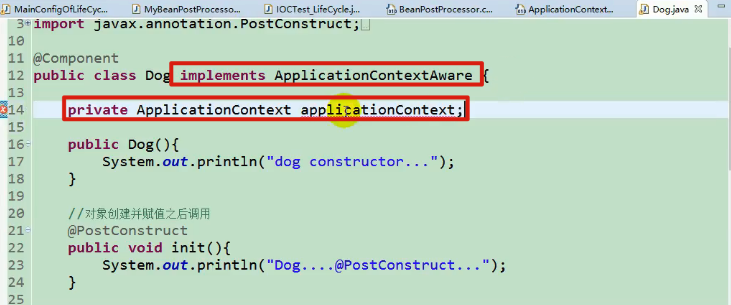 MainConfigOfLifeCyc... MyBeanPostProcesso... IOCTest_LifeCycle.j... BeanPostProcessor.c... ApplicationContext... Dog.java
3 import javax.annotation.PostConstruct;
10
11 @Component
12 public class Dog implements ApplicationContextAware {
13
14 private ApplicationContext applicationContext;
15
16 public Dog(){
17 System.out.println("dog constructor...");
18 }
19
20 //对象创建并赋值之后调用
21 @PostConstruct
22 public void init(){
23 System.out.println("Dog....@PostConstruct...");
24 }
25